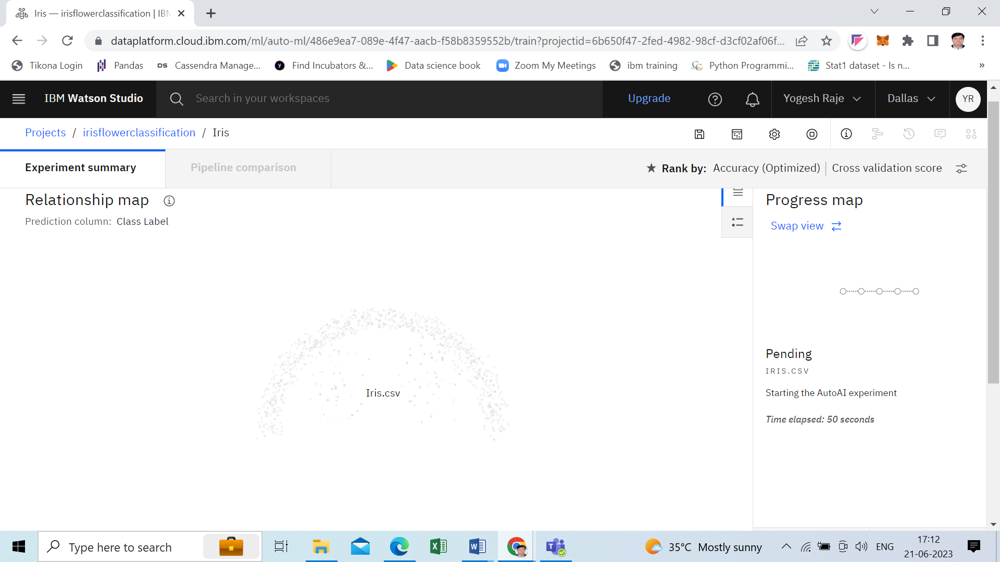 Iris — irisflowerclassification | IBM
dataplatform.cloud.ibm.com/ml/auto-ml/486e9ea7-089e-4f47-aacb-f58b8359552b/train?projectid=6b650f47-2fed-4982-98cf-d3cf02af06f...
Tikona Login
Pandas
DS Cassendra Manage...
Find Incubators &...
Data science book
Zoom My Meetings
ibm training
Python Programmi...
Stat1 dataset - Is n...
»
IBM Watson Studio
Search in your workspaces
Upgrade
Yogesh Raje
Dallas
YR
Projects / irisflowerclassification / Iris
Experiment summary
Pipeline comparison
Rank by: Accuracy (Optimized) | Cross validation score
Relationship map
Prediction column: Class Label
Iris.csv
Progress map
Swap view
Pending
IRIS.CSV
Starting the AutoAI experiment
Time elapsed: 50 seconds
Type here to search
35°C Mostly sunny
ENG
17:12
21-06-2023